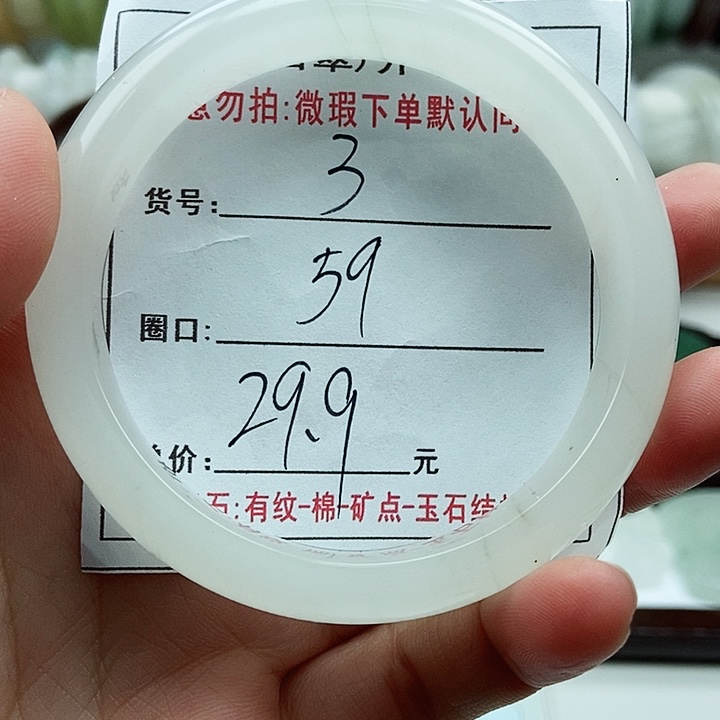 勿拍:微瑕下单默认同
货号: 3
圈口: 59
价: 29.9 元
石:有纹-棉-矿点-玉石结